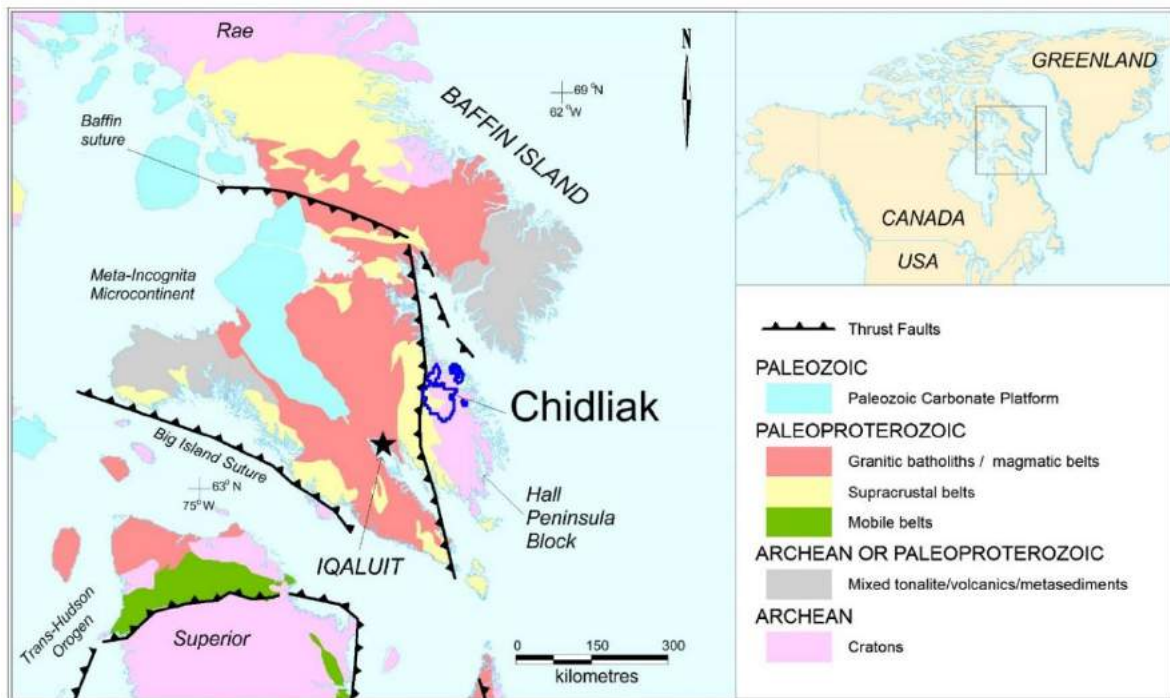 Rae
N
69 °N
62 °W
BAFFIN ISLAND
Baffin
suture
Meta-Incognita
Microcontinent
Chidliak
Big Island Suture
63° N
75° W
Hall
Peninsula
Block
IQALUIT
Trans-Hudson
Orogen
Superior
0 150 300
kilometres
GREENLAND
CANADA
USA
Thrust Faults
PALEOZOIC
Paleozoic Carbonate Platform
PALEOPROTEROZOIC
Granitic batholiths / magmatic belts
Supracrustal belts
Mobile belts
ARCHEAN OR PALEOPROTEROZOIC
Mixed tonalite/volcanics/metasediments
ARCHEAN
Cratons